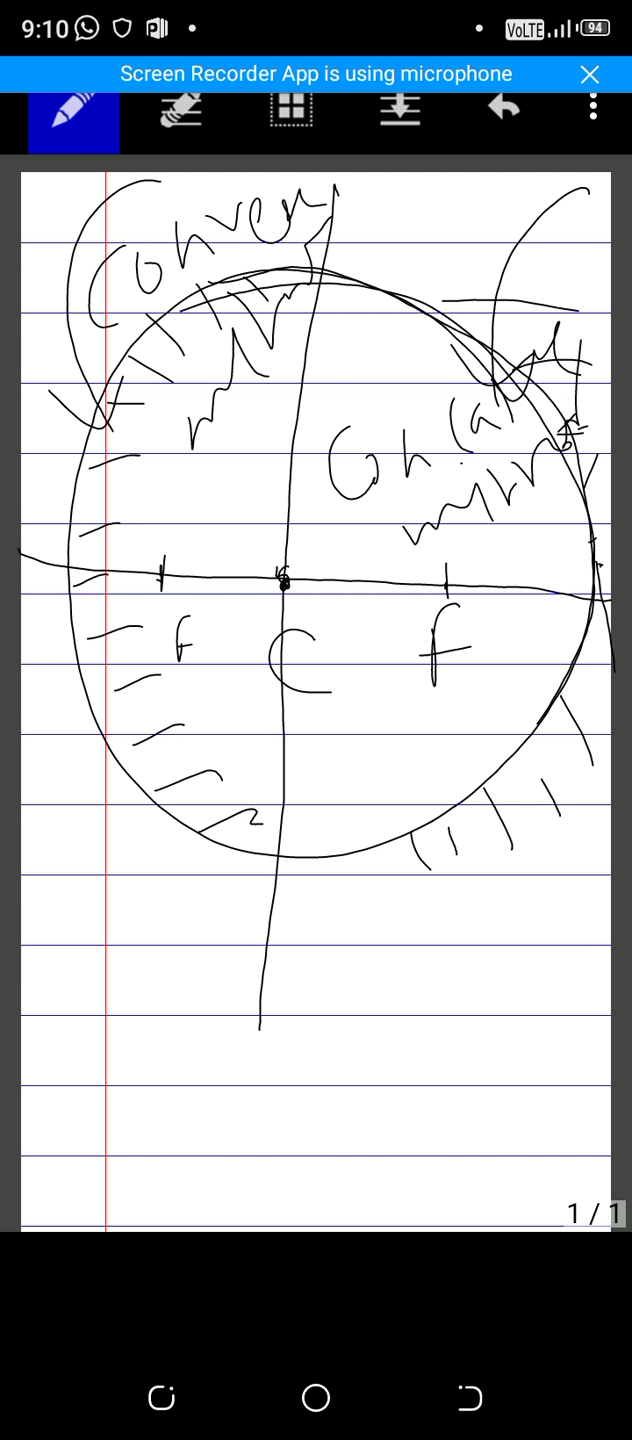 9:10
VoLTE 94
Screen Recorder App is using microphone
Convex
mirror
Concave
mirror
F C F
1 / 1